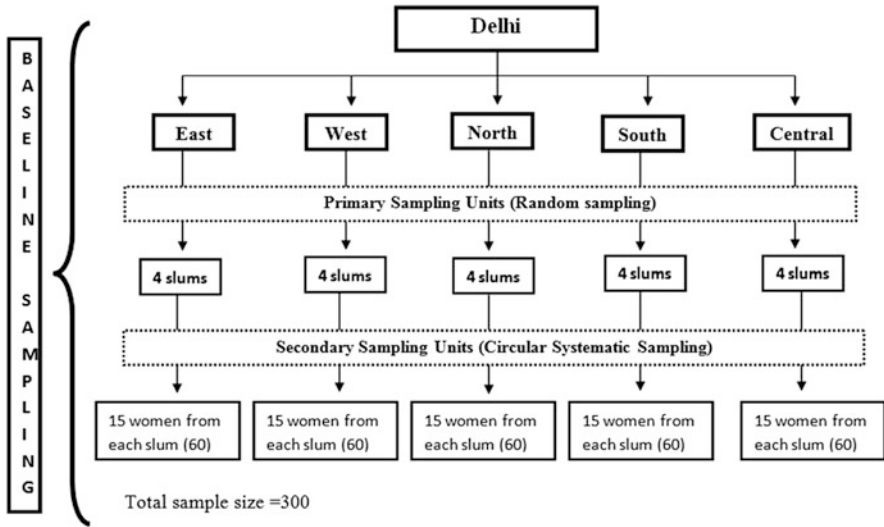 BASELINE SAMPLING
Delhi
East
West
North
South
Central
Primary Sampling Units (Random sampling)
4 slums
4 slums
4 slums
4 slums
4 slums
Secondary Sampling Units (Circular Systematic Sampling)
15 women from
each slum (60)
15 women from
each slum (60)
15 women from
each slum (60)
15 women from
each slum (60)
15 women from
each slum (60)
Total sample size =300